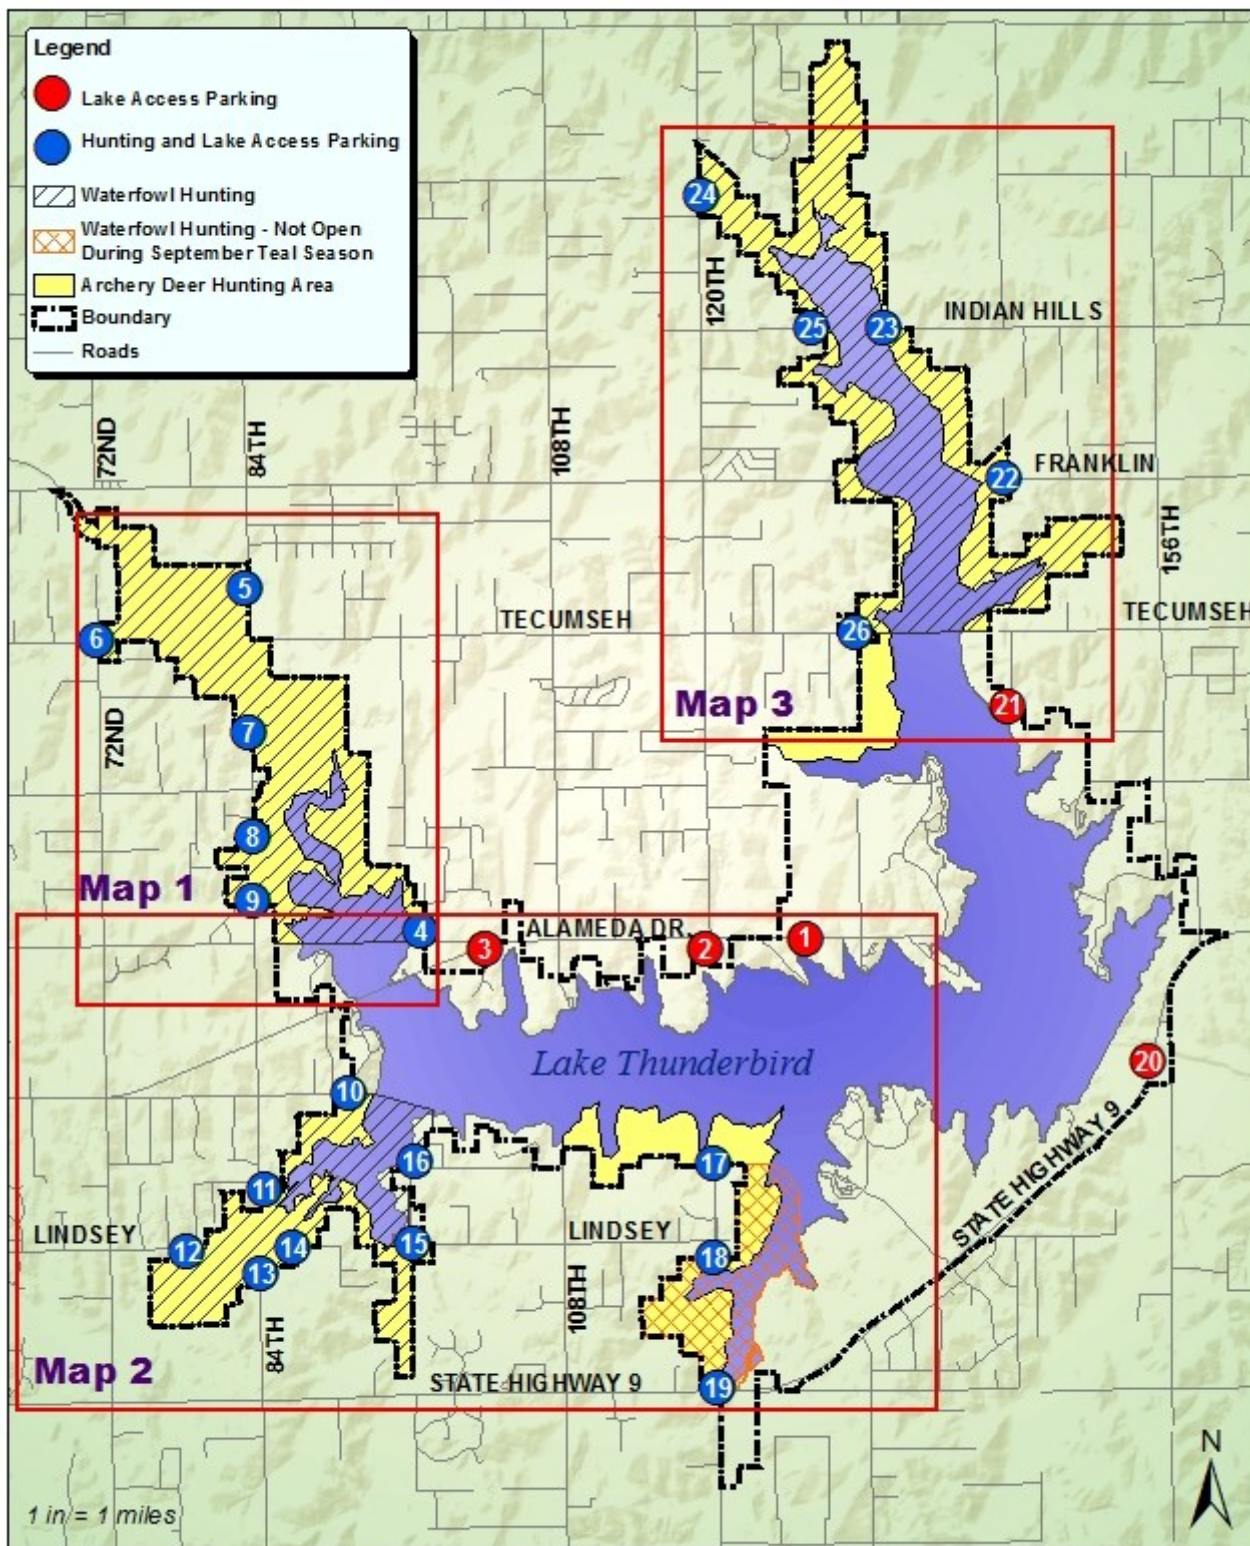 Legend
Lake Access Parking
Hunting and Lake Access Parking
Waterfowl Hunting
Waterfowl Hunting - Not Open
During September Teal Season
Archery Deer Hunting Area
Boundary
Roads
24
120TH
25
23
INDIAN HILLS
72ND
84TH
108TH
FRANKLIN
22
156TH
5
TECUMSEH
TECUMSEH
6
26
Map 3
21
7
72ND
8
Map 1
9
4
3
ALAMEDA DR.
2
1
Lake Thunderbird
20
10
16
17
11
STATE HIGHWAY 9
LINDSEY
12
14
15
LINDSEY
18
13
84TH
108TH
Map 2
STATE HIGHWAY 9
19
N
1 in = 1 miles